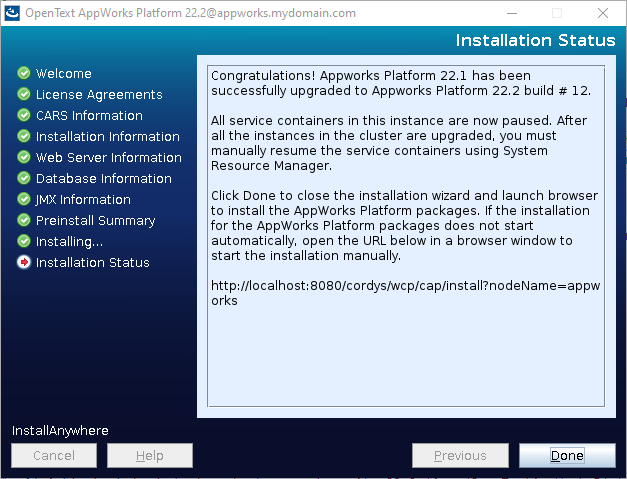 OpenText AppWorks Platform 22.2@appworks.mydomain.com
Installation Status
Welcome
License Agreements
CARS Information
Installation Information
Web Server Information
Database Information
JMX Information
Preinstall Summary
Installing...
Installation Status
Congratulations! Appworks Platform 22.1 has been
successfully upgraded to Appworks Platform 22.2 build # 12.
All service containers in this instance are now paused. After
all the instances in the cluster are upgraded, you must
manually resume the service containers using System
Resource Manager.
Click Done to close the installation wizard and launch browser
to install the AppWorks Platform packages. If the installation
for the AppWorks Platform packages does not start
automatically, open the URL below in a browser window to
start the installation manually.
http://localhost:8080/cordys/wcp/cap/install?nodeName=appw
orks
InstallAnywhere
Cancel
Help
Previous
Done